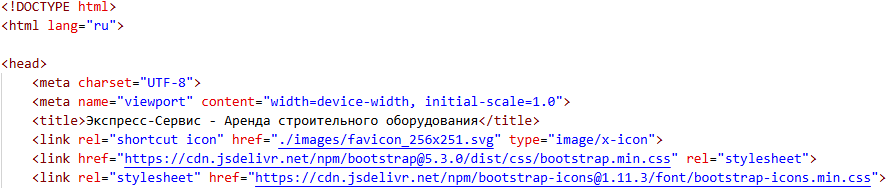 <!DOCTYPE html>
<html lang="ru">
<head>
<meta charset="UTF-8">
<meta name="viewport" content="width=device-width, initial-scale=1.0">
<title>Экспресс-Сервис - Аренда строительного оборудования</title>
<link rel="shortcut icon" href="./images/favicon_256x251.svg" type="image/x-icon">
<link href="https://cdn.jsdelivr.net/npm/bootstrap@5.3.0/dist/css/bootstrap.min.css" rel="stylesheet">
<link rel="stylesheet" href="https://cdn.jsdelivr.net/npm/bootstrap-icons@1.11.3/font/bootstrap-icons.min.css">